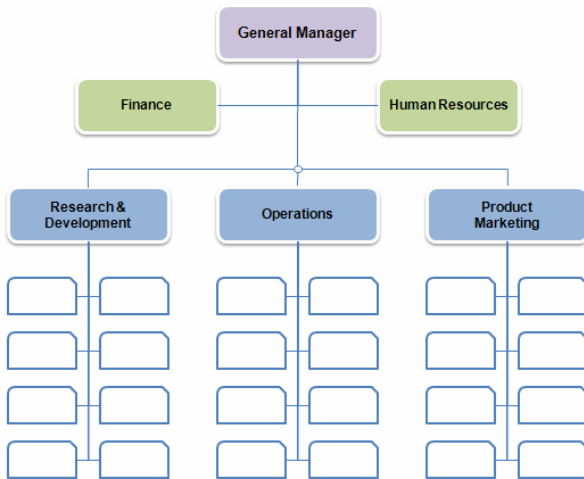 General Manager
Finance
Human Resources
Research &
Development
Operations
Product
Marketing